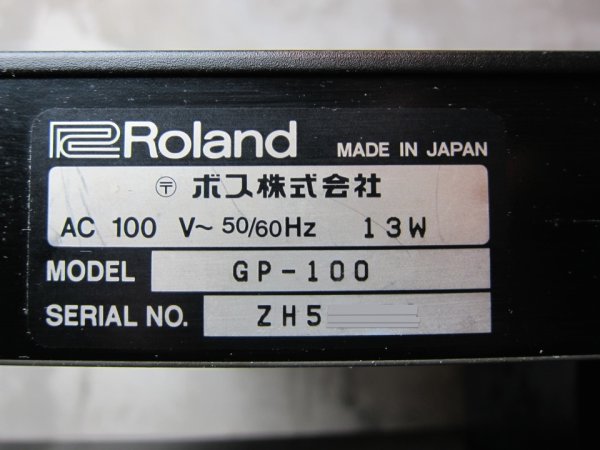 Roland MADE IN JAPAN
〒 ボス株式会社
AC 100 V~ 50/60Hz 13W
MODEL GP-100
SERIAL NO. ZH5